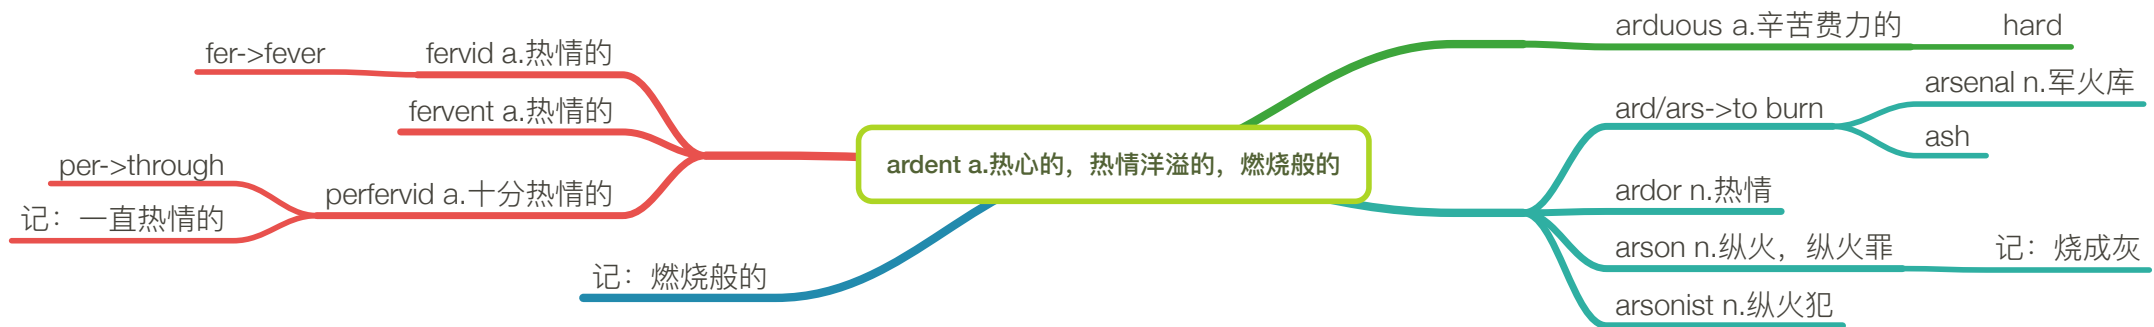 ardent a.热心的，热情洋溢的，燃烧般的
arduous a.辛苦费力的
hard
ard/ars->to burn
arsenal n.军火库
ash
ardor n.热情
arson n.纵火，纵火罪
记：烧成灰
arsonist n.纵火犯
fervid a.热情的
fer->fever
fervent a.热情的
perfervid a.十分热情的
per->through
记：一直热情的
记：燃烧般的